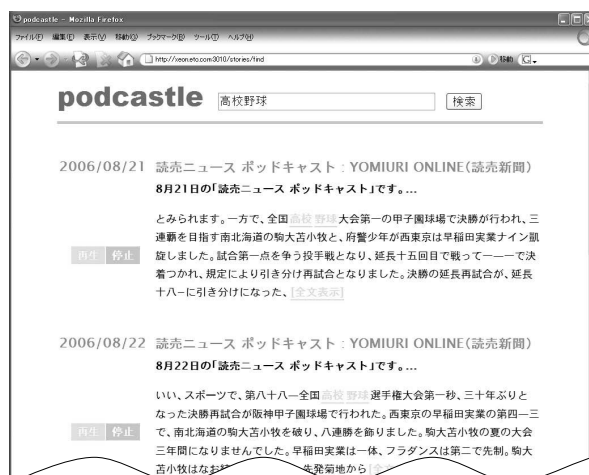 podcastle - Mozilla Firefox
ファイル(F) 編集(E) 表示(V) 移動(G) ブックマーク(B) ツール(T) ヘルプ(H)
http://xeon.eto.com:3010/stories/find 移動
podcastle 高校野球 検索
2006/08/21 読売ニュース ポッドキャスト : YOMIURI ONLINE(読売新聞)
8月21日の「読売ニュース ポッドキャスト」です。...
とみられます。一方で、全国 高校 野球 大会第一の甲子園球場で決勝が行われ、三
連覇を目指す南北海道の駒大苫小牧と、府警少年が西東京は早稲田実業ナイン凱
再生 停止 旋しました。試合第一点を争う投手戦となり、延長十五回目で戦って一一一で決
着つかれ、規定により引き分け再試合となりました。決勝の延長再試合が、延長
十八−に引き分けになった、[全文表示]
2006/08/22 読売ニュース ポッドキャスト : YOMIURI ONLINE(読売新聞)
8月22日の「読売ニュース ポッドキャスト」です。...
いい、スポーツで、第八十八―全国 高校 野球 選手権大会第一秒、三十年ぶりと
なった決勝再試合が阪神甲子園球場で行われた。西東京の早稲田実業の第四―三
再生 停止 で、南北海道の駒大苫小牧を破り、八連勝を飾りました。駒大苫小牧の夏の大会
三年間になりませんでした。早稲田実業は一体、フラダンスは第二で先制。駒大
苫小牧はなお 先発菊地から [全文